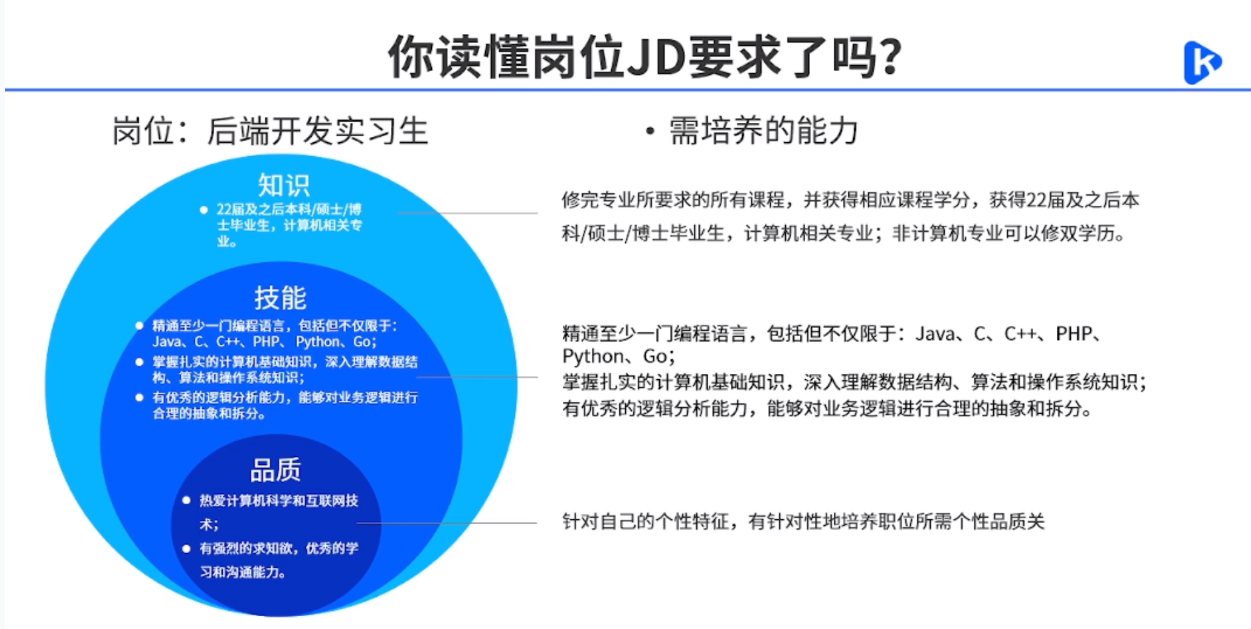 你读懂岗位JD要求了吗？
k
岗位：后端开发实习生
• 需培养的能力
知识
• 22届及之后本科/硕士/博
士毕业生，计算机相关专
业。
修完专业所要求的所有课程，并获得相应课程学分，获得22届及之后本
科/硕士/博士毕业生，计算机相关专业；非计算机专业可以修双学历。
技能
• 精通至少一门编程语言，包括但不仅限于：
Java、C、C++、PHP、 Python、Go；
• 掌握扎实的计算机基础知识，深入理解数据结
构、算法和操作系统知识；
• 有优秀的逻辑分析能力，能够对业务逻辑进行
合理的抽象和拆分。
精通至少一门编程语言，包括但不仅限于：Java、C、C++、PHP、
Python、Go；
掌握扎实的计算机基础知识，深入理解数据结构、算法和操作系统知识；
有优秀的逻辑分析能力，能够对业务逻辑进行合理的抽象和拆分。
品质
• 热爱计算机科学和互联网技
术；
• 有强烈的求知欲，优秀的学
习和沟通能力。
针对自己的个性特征，有针对性地培养职位所需个性品质关